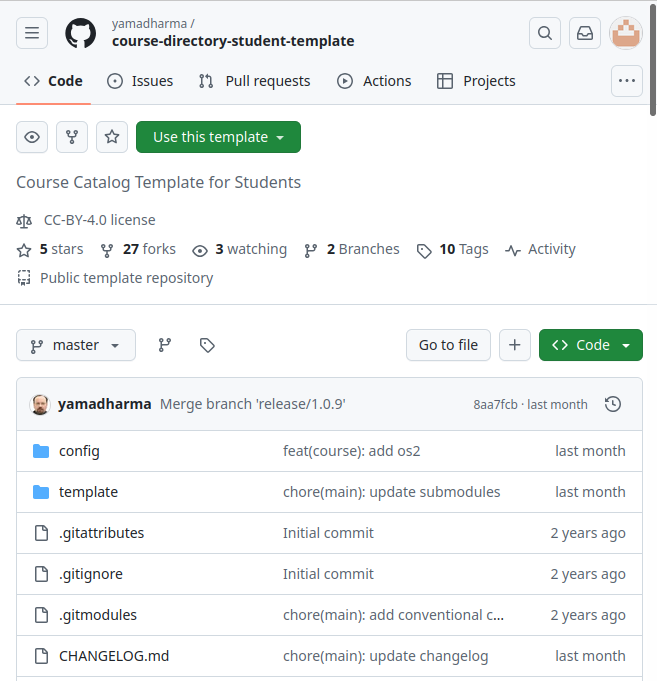 yamadharma /
course-directory-student-template
Code Issues Pull requests Actions Projects
Use this template
Course Catalog Template for Students
CC-BY-4.0 license
5 stars 27 forks 3 watching 2 Branches 10 Tags Activity
Public template repository
master Go to file Code
yamadharma Merge branch 'release/1.0.9' 8aa7fcb · last month
config feat(course): add os2 last month
template chore(main): update submodules last month
.gitattributes Initial commit 2 years ago
.gitignore Initial commit 2 years ago
.gitmodules chore(main): add conventional c... 2 years ago
CHANGELOG.md chore(main): update changelog last month